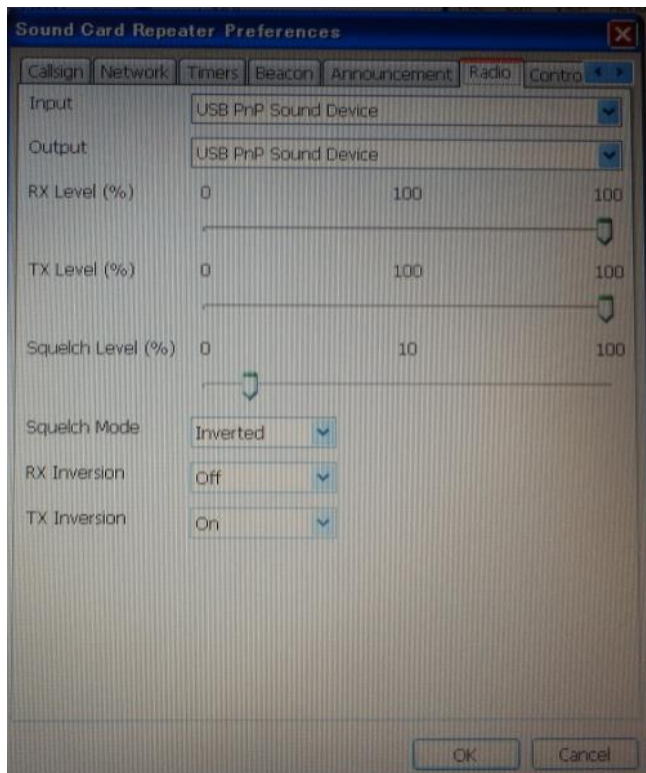 Sound Card Repeater Preferences
Callsign Network Timers Beacon Announcement Radio Contro
Input USB PnP Sound Device
Output USB PnP Sound Device
RX Level (%) 0 100 100
TX Level (%) 0 100 100
Squelch Level (%) 0 10 100
Squelch Mode Inverted
RX Inversion Off
TX Inversion On
OK Cancel